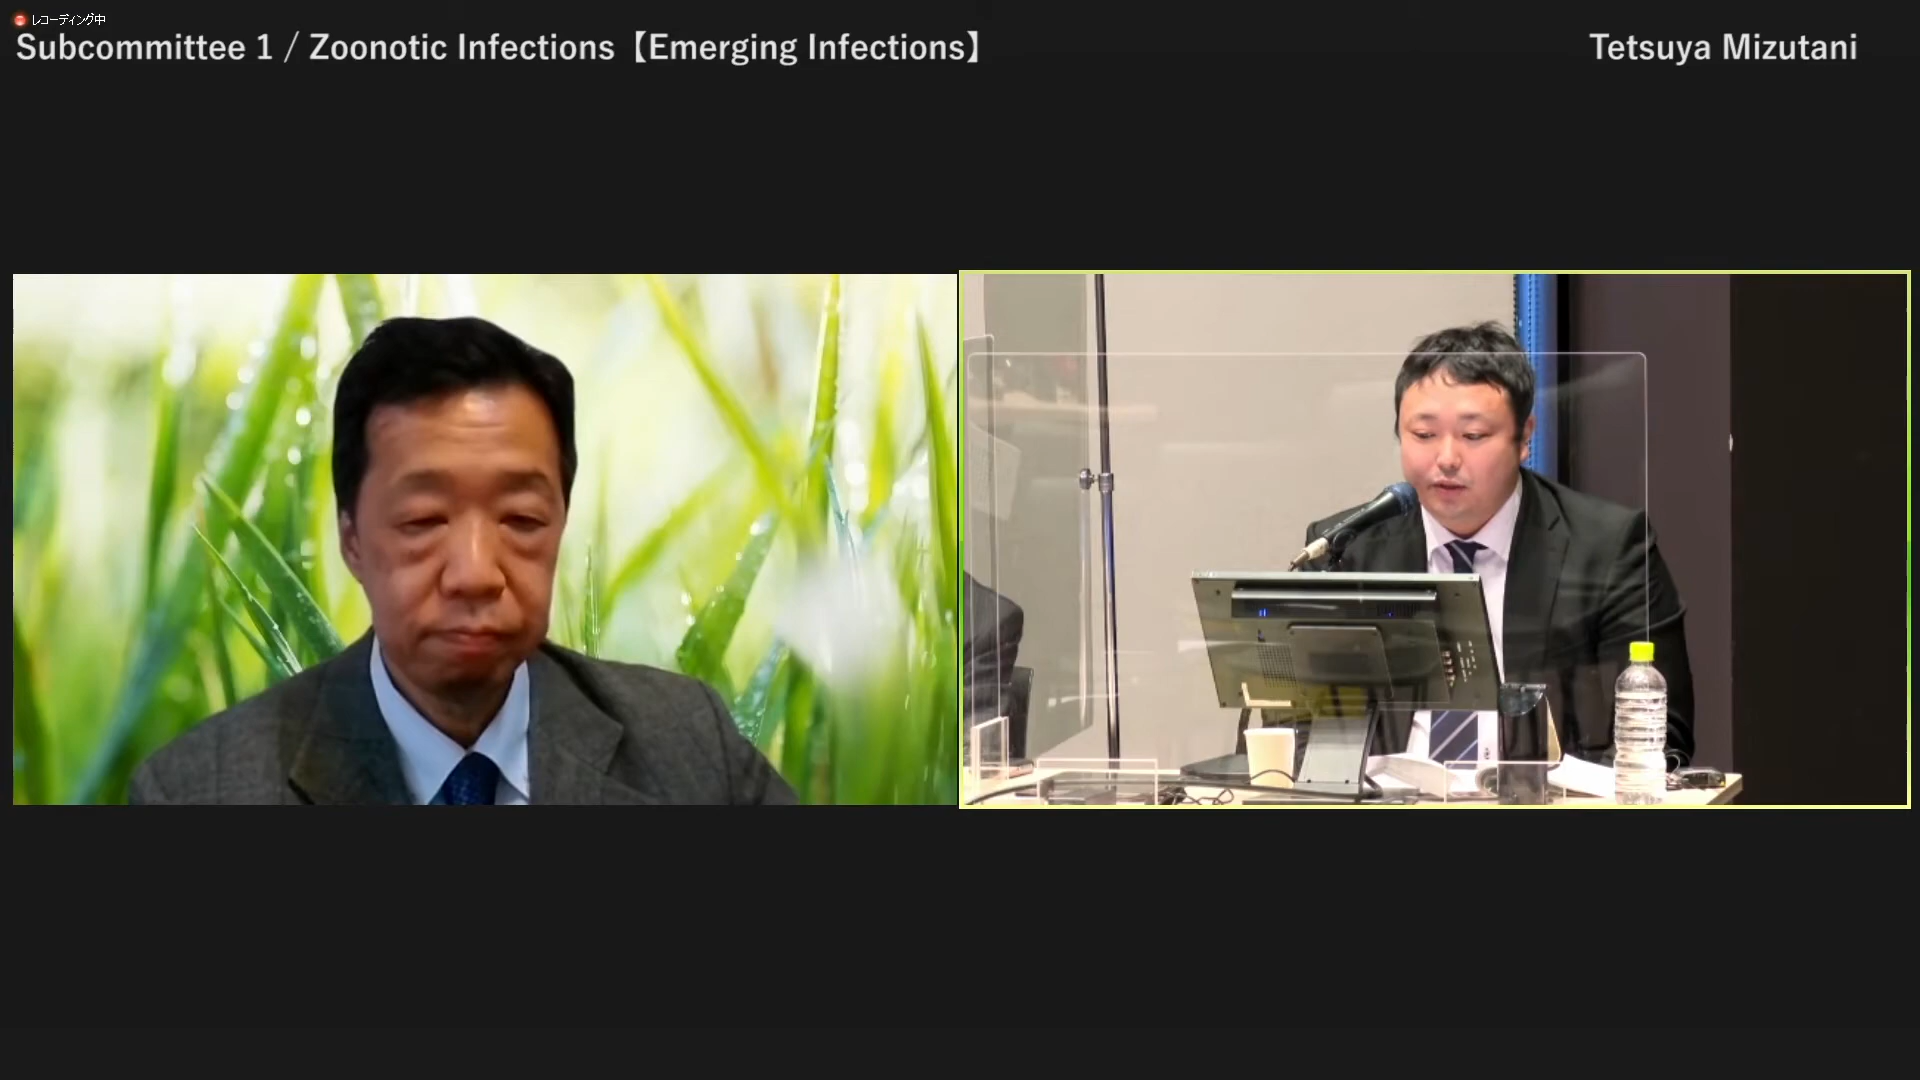 レコーディング中
Subcommittee 1 / Zoonotic Infections【Emerging Infections】
Tetsuya Mizutani